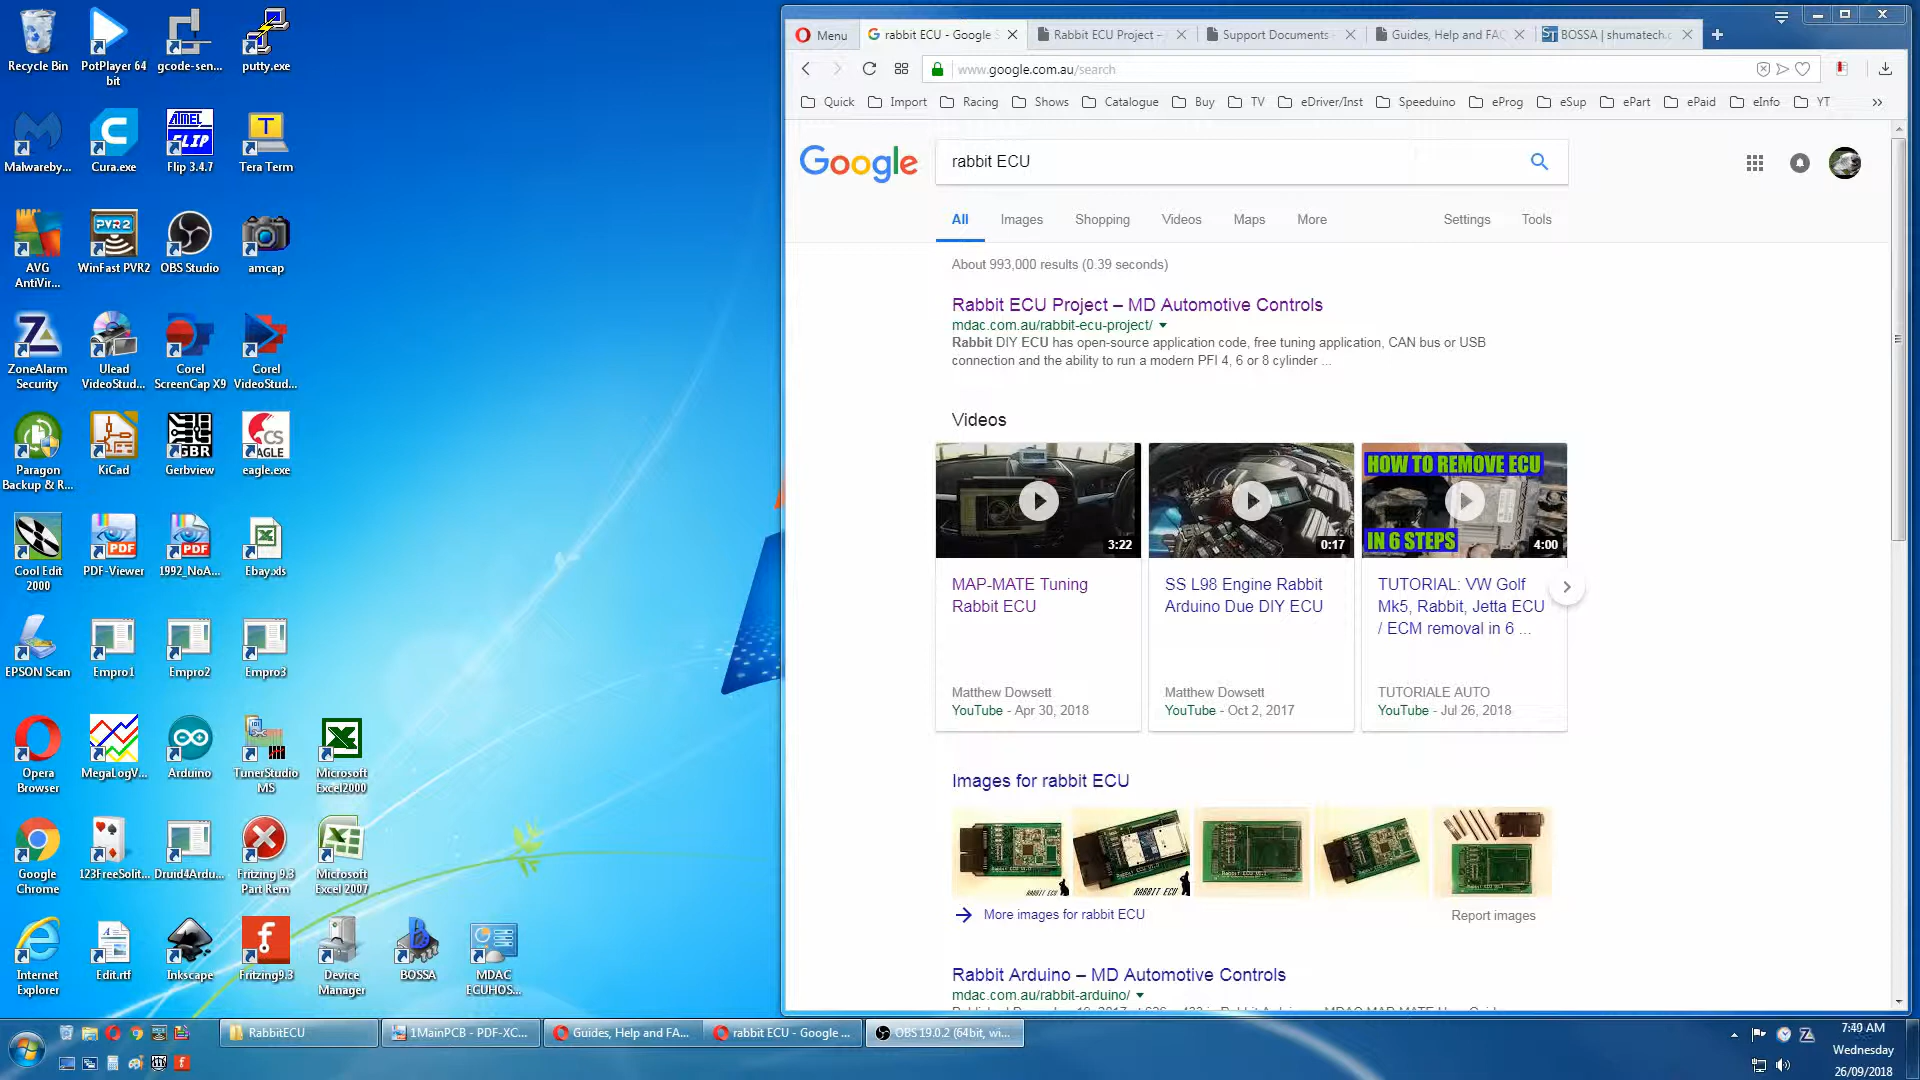 Recycle Bin
PotPlayer 64 bit
gcode-sen...
putty.exe
Malwareby...
Cura.exe
ATMEL
FLIP
Flip 3.4.7
Tera Term
AVG AntiVir...
PVR2
WinFast PVR2
OBS Studio
amcap
ZoneAlarm Security
Ulead VideoStud...
Corel ScreenCap X9
Corel VideoStud...
Paragon Backup & R...
KiCad
GBR
Gerbview
CS
EAGLE
eagle.exe
Cool Edit 2000
PDF
PDF-Viewer
PDF
1992_NoA...
Ebay.xls
EPSON Scan
Empro1
Empro2
Empro3
Opera Browser
MegaLogV...
Arduino
TunerStudio MS
Microsoft Excel2000
Google Chrome
123FreeSolit...
Druid4Ardu...
Fritzing 9.3 Part Rem
Microsoft Excel 2007
Internet Explorer
Edit.rtf
Inkscape
Fritzing9.3
Device Manager
BOSSA
MDAC ECUHOS...
Menu
rabbit ECU - Google S
Rabbit ECU Project –
Support Documents
Guides, Help and FAQ
BOSSA | shumatech.c
www.google.com.au/search
Quick Import Racing Shows Catalogue Buy TV eDriver/Inst Speeduino eProg eSup ePart ePaid eInfo YT »
Google
rabbit ECU
All Images Shopping Videos Maps More Settings Tools
About 993,000 results (0.39 seconds)
Rabbit ECU Project – MD Automotive Controls
mdac.com.au/rabbit-ecu-project/
Rabbit DIY ECU has open-source application code, free tuning application, CAN bus or USB
connection and the ability to run a modern PFI 4, 6 or 8 cylinder ...
Videos
3:22
0:17
HOW TO REMOVE ECU
IN 6 STEPS
4:00
MAP-MATE Tuning
Rabbit ECU
Matthew Dowsett
YouTube - Apr 30, 2018
SS L98 Engine Rabbit
Arduino Due DIY ECU
Matthew Dowsett
YouTube - Oct 2, 2017
TUTORIAL: VW Golf
Mk5, Rabbit, Jetta ECU
/ ECM removal in 6 ...
TUTORIALE AUTO
YouTube - Jul 26, 2018
Images for rabbit ECU
RABBIT ECU
RABBIT ECU
More images for rabbit ECU
Report images
Rabbit Arduino – MD Automotive Controls
mdac.com.au/rabbit-arduino/
RabbitECU
1MainPCB - PDF-XC...
Guides, Help and FA...
rabbit ECU - Google ...
OBS 19.0.2 (64bit, wi...
7:49 AM
Wednesday
26/09/2018